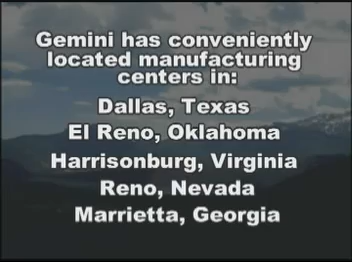 Gemini has conveniently
located manufacturing
centers in:
Dallas, Texas
El Reno, Oklahoma
Harrisonburg, Virginia
Reno, Nevada
Marrietta, Georgia